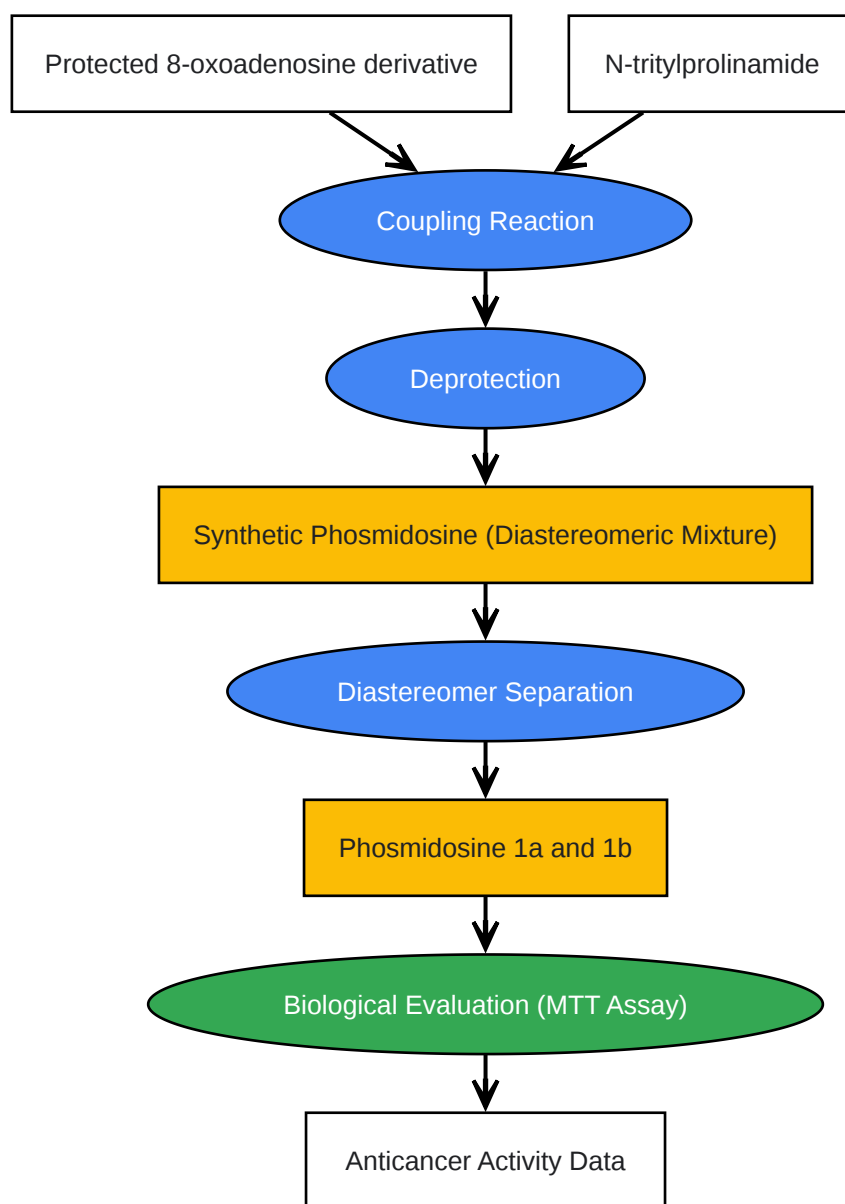 Protected 8-oxoadenosine derivative
N-tritylprolinamide
Coupling Reaction
Deprotection
Synthetic Phosmidosine (Diastereomeric Mixture)
Diastereomer Separation
Phosmidosine 1a and 1b
Biological Evaluation (MTT Assay)
Anticancer Activity Data